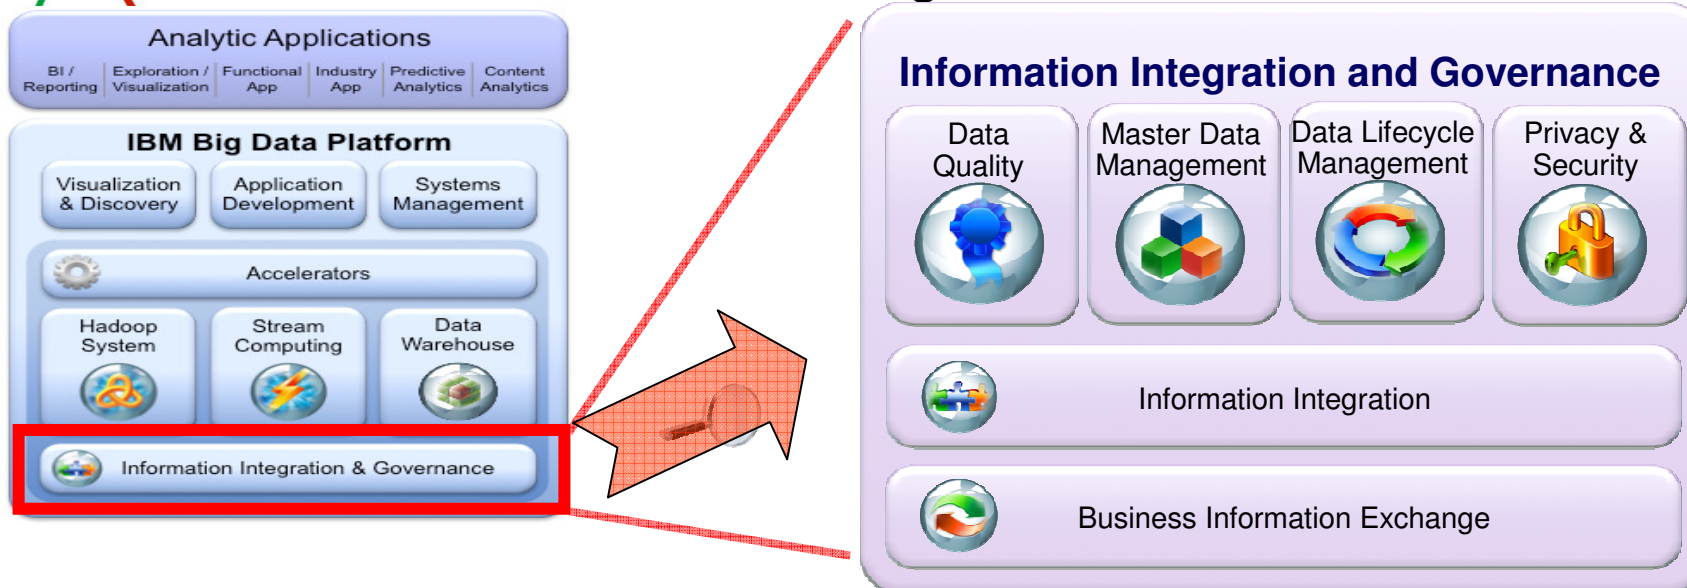 Analytic Applications
BI / Reporting
Exploration / Visualization
Functional App
Industry App
Predictive Analytics
Content Analytics
IBM Big Data Platform
Visualization
& Discovery
Application
Development
Systems
Management
Accelerators
Hadoop
System
Stream
Computing
Data
Warehouse
Information Integration & Governance
Information Integration and Governance
Data
Quality
Master Data
Management
Data Lifecycle
Management
Privacy &
Security
Information Integration
Business Information Exchange